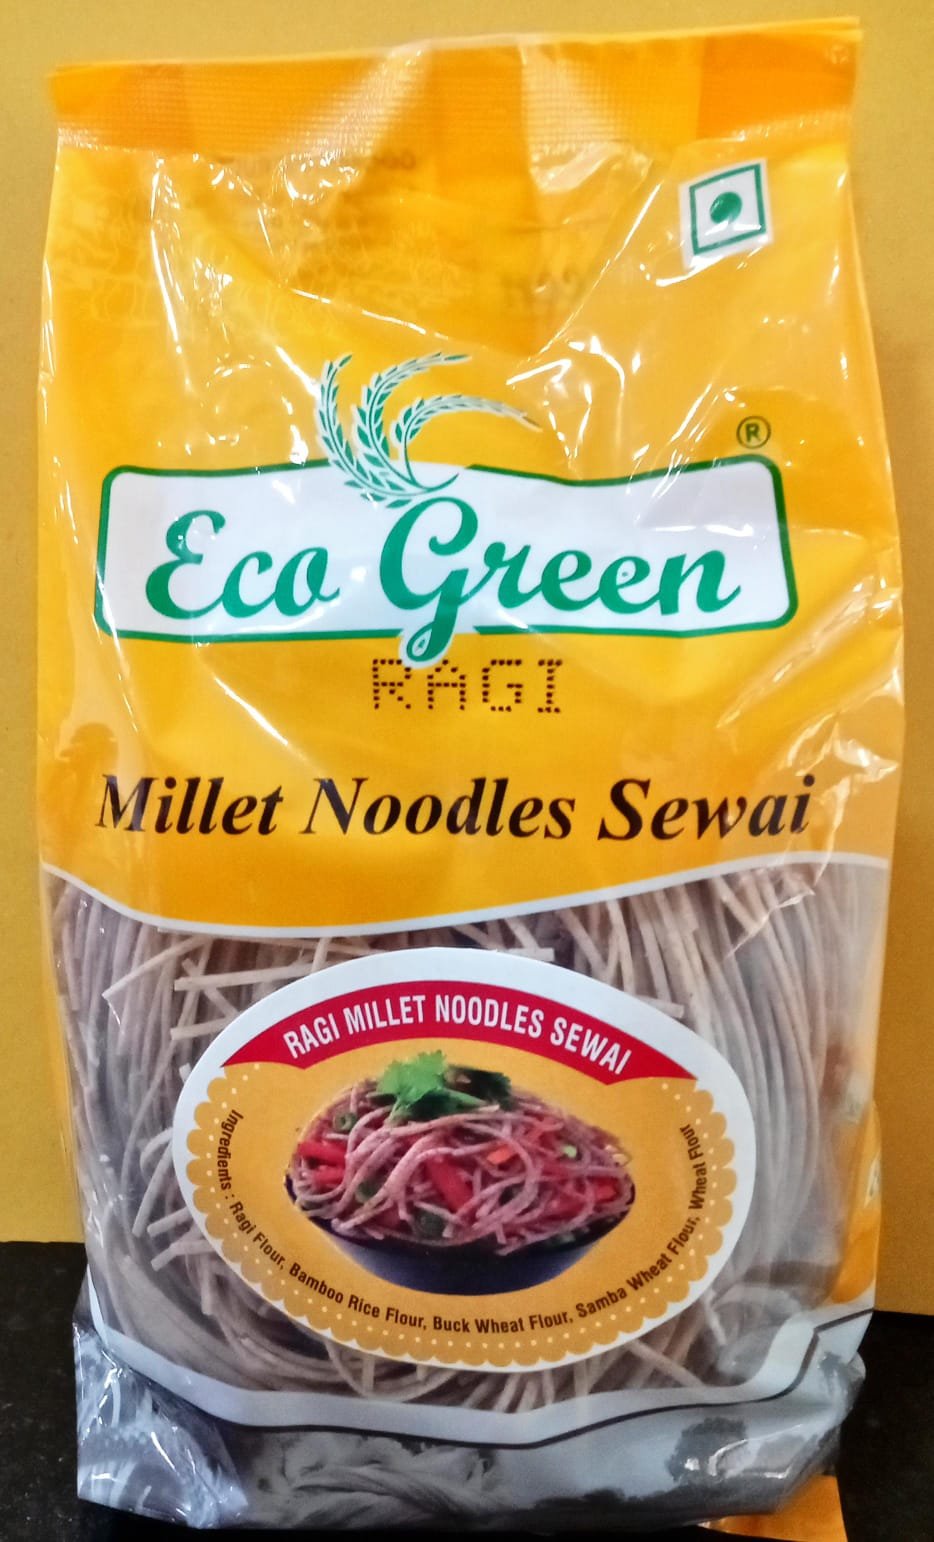 ®
Eco Green
RAGI
Millet Noodles Sewai
RAGI MILLET NOODLES SEWAI
Ingredients : Ragi Flour, Bamboo Rice Flour, Buck Wheat Flour, Samba Wheat Flour, Wheat Flour